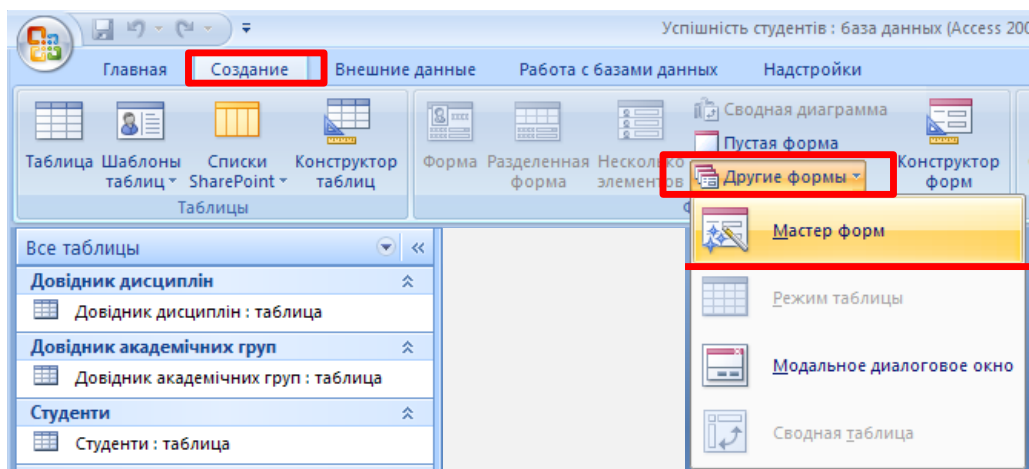 Успішність студентів : база данных (Access 200
Главная Создание Внешние данные Работа с базами данных Надстройки
Таблица
Шаблоны таблиц
Списки SharePoint
Конструктор таблиц
Таблицы
Форма
Разделенная форма
Несколько элементов
Сводная диаграмма
Пустая форма
Другие формы
Конструктор форм
Мастер форм
Режим таблицы
Модальное диалоговое окно
Сводная таблица
Все таблицы
Довідник дисциплін
Довідник дисциплін : таблица
Довідник академічних груп
Довідник академічних груп : таблица
Студенти
Студенти : таблица